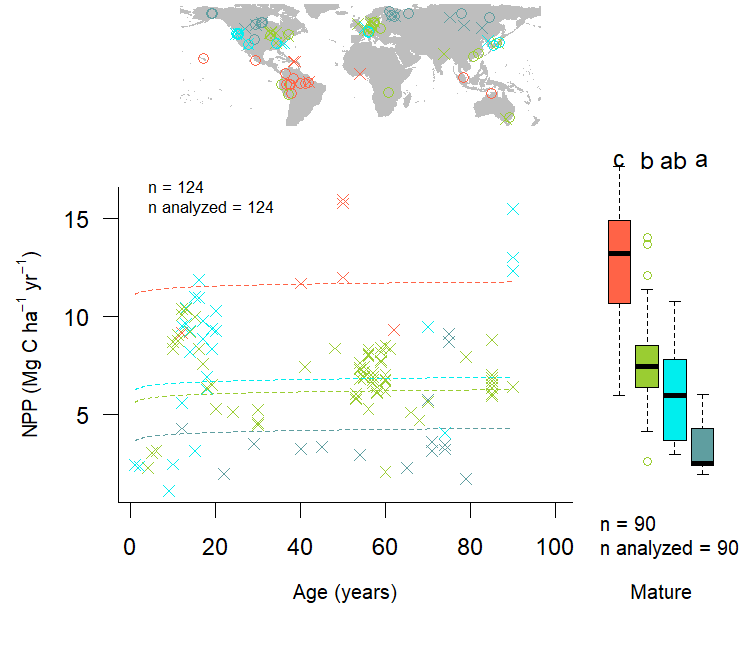 n = 124
n analyzed = 124
NPP (Mg C ha⁻¹ yr⁻¹)
15
10
5
0 20 40 60 80 100
Age (years)
c b ab a
n = 90
n analyzed = 90
Mature